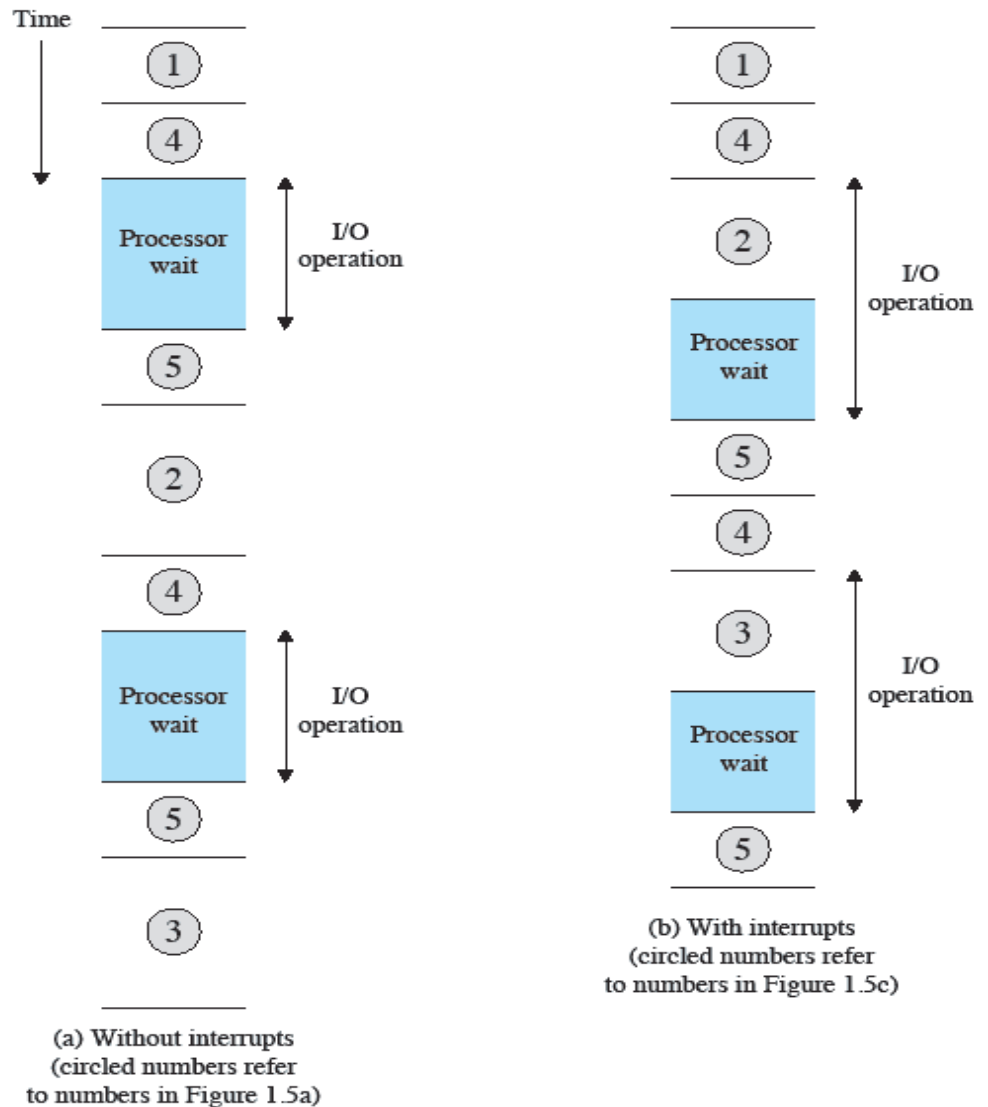 Time
1
4
Processor
wait
I/O
operation
5
2
4
Processor
wait
I/O
operation
5
3
(a) Without interrupts
(circled numbers refer
to numbers in Figure 1.5a)
1
4
2
I/O
operation
Processor
wait
5
4
3
I/O
operation
Processor
wait
5
(b) With interrupts
(circled numbers refer
to numbers in Figure 1.5c)